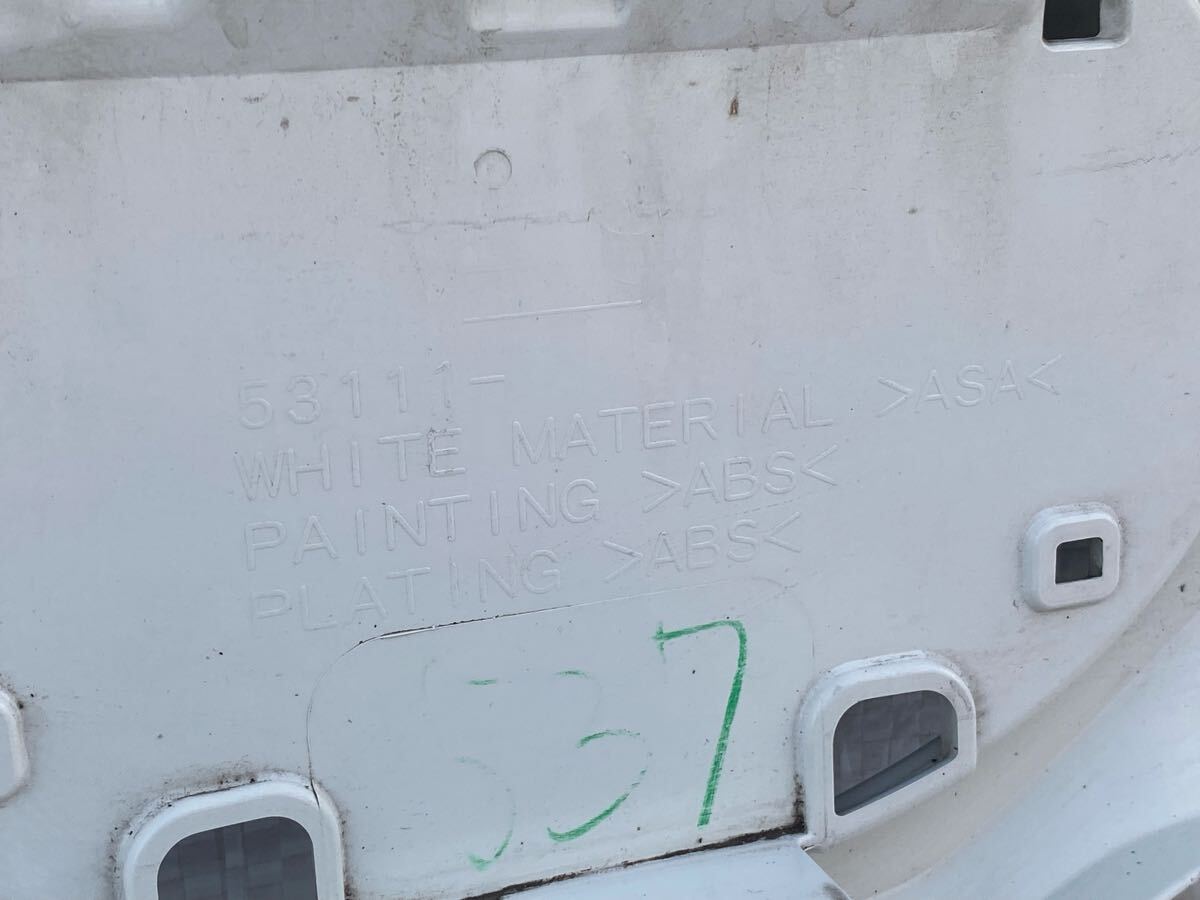 53111-
WHITE MATERIAL >ASA<
PAINTING >ABS<
PLATING >ABS<
537